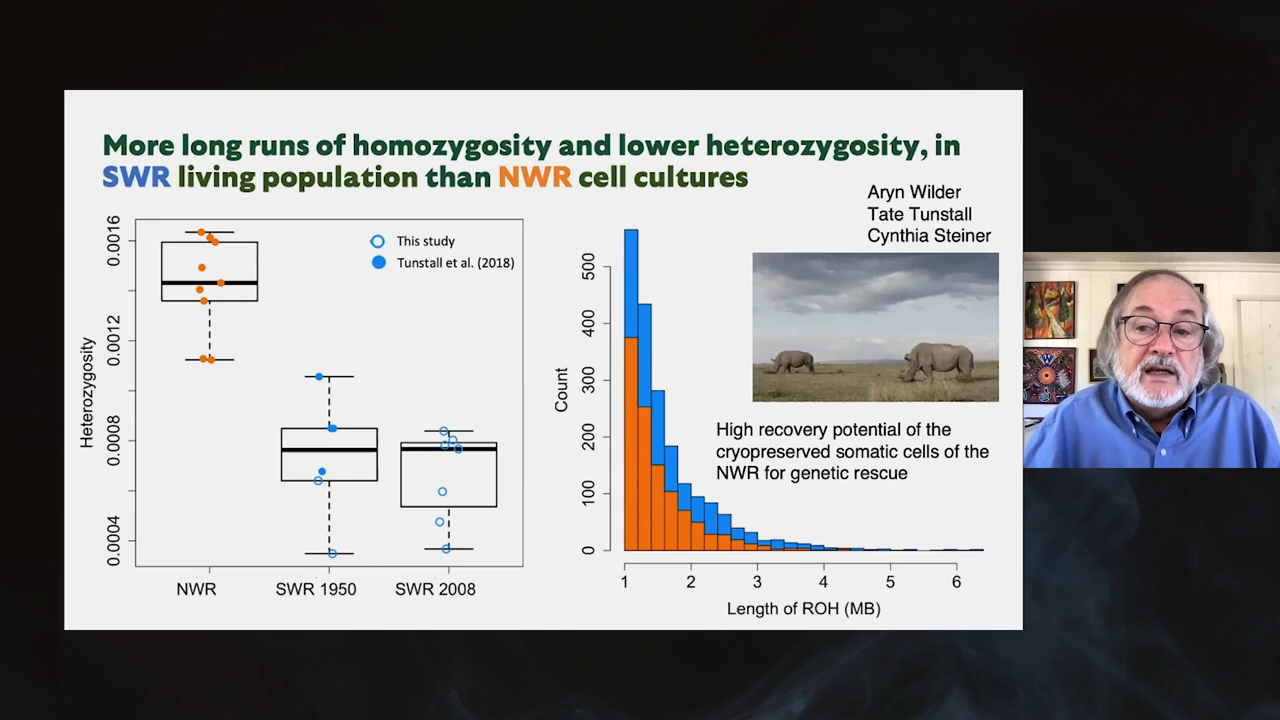 More long runs of homozygosity and lower heterozygosity, in
SWR living population than NWR cell cultures
Aryn Wilder
Tate Tunstall
Cynthia Steiner
This study
Tunstall et al. (2018)
Heterozygosity
0.0016
0.0012
0.0008
0.0004
NWR
SWR 1950
SWR 2008
Count
500
400
300
200
100
0
1
2
3
4
5
6
Length of ROH (MB)
High recovery potential of the
cryopreserved somatic cells of the
NWR for genetic rescue